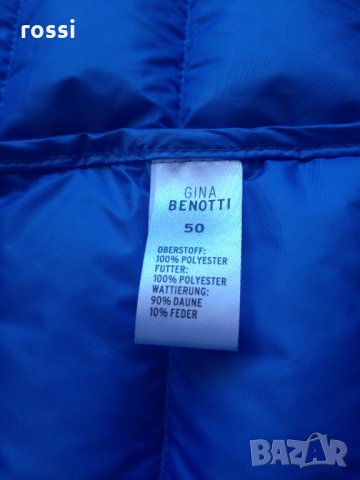 rossi
GINA
BENOTTI
50
OBERSTOFF:
100% POLYESTER
FUTTER:
100% POLYESTER
WATTIERUNG:
90% DAUNE
10% FEDER
BAZAR